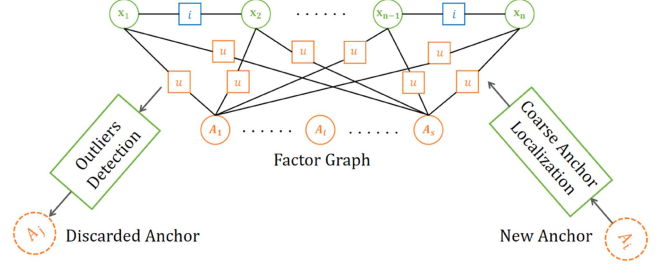 x₁ i x₂ ...... xₙ₋₁ i xₙ
u u u u
u u u u
A₁ ...... Aᵢ ...... Aₛ
Factor Graph
Outliers
Detection
Coarse Anchor
Localization
Aⱼ Discarded Anchor
New Anchor Aᵢ